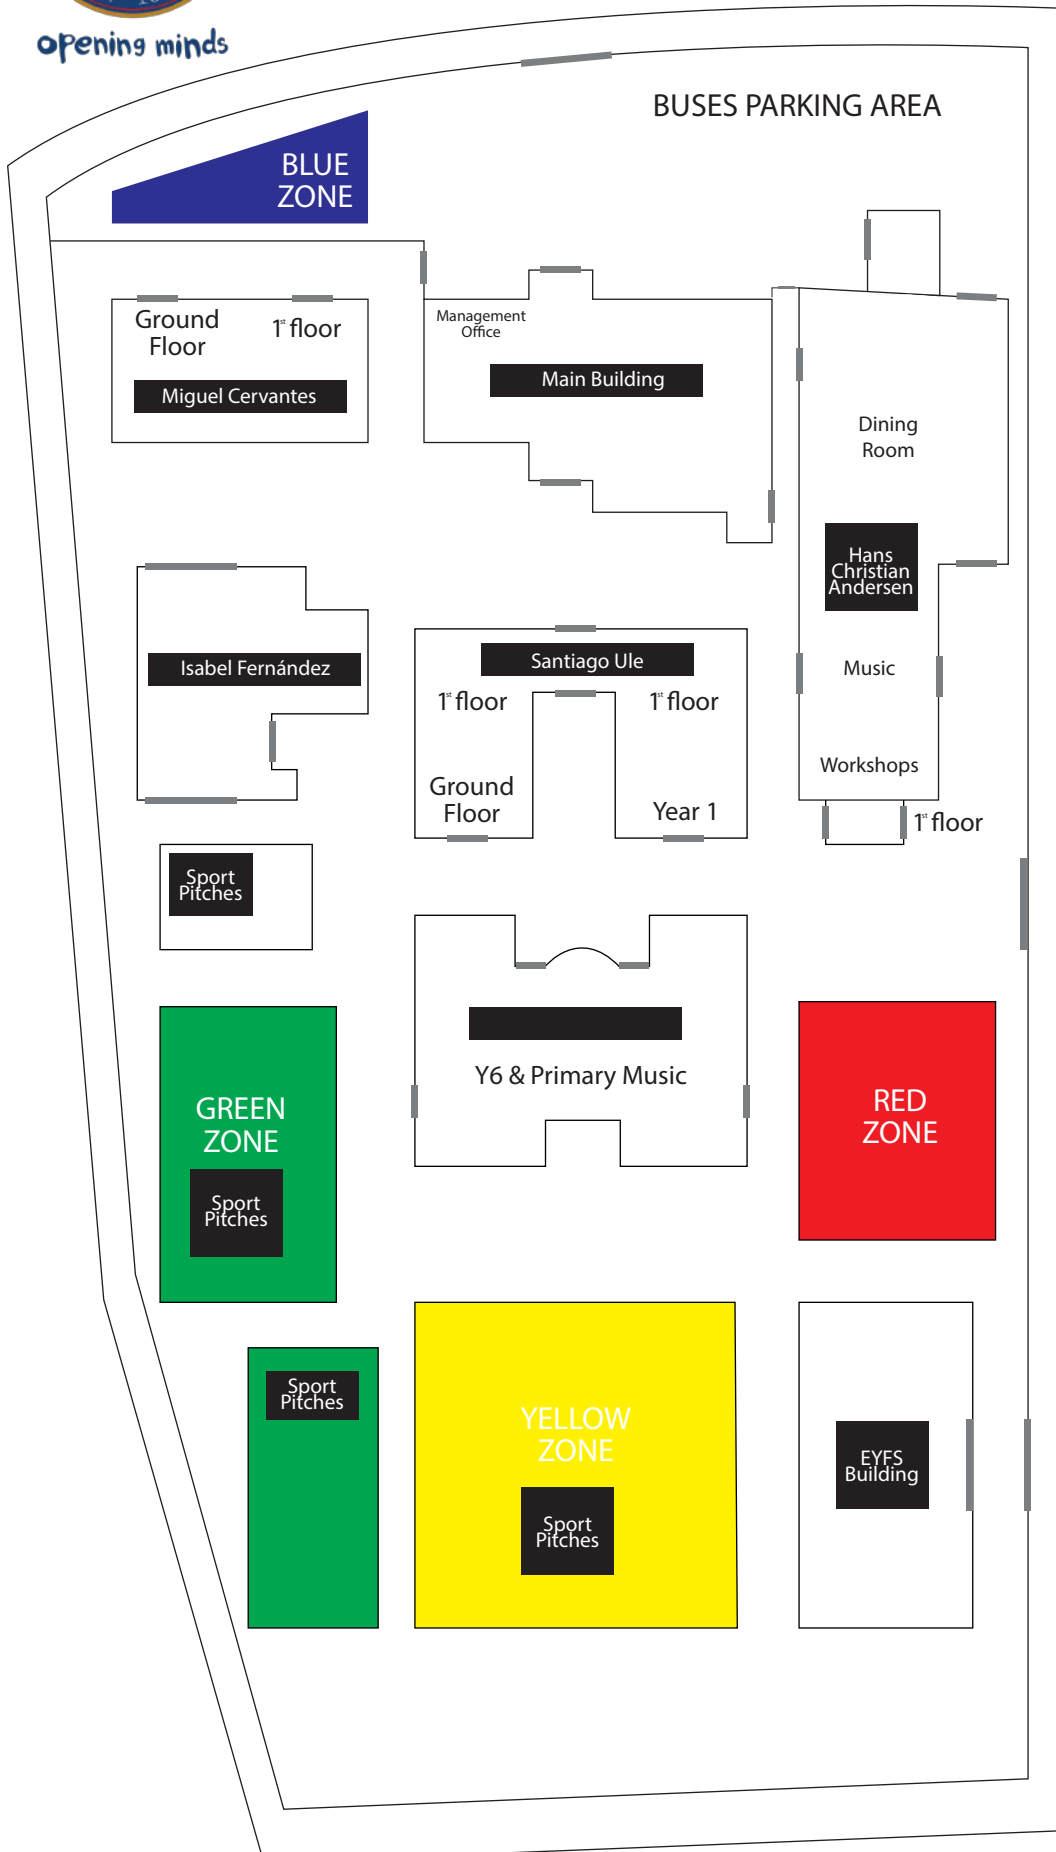 opening minds
BUSES PARKING AREA
BLUE
ZONE
Management
Office
Ground
Floor
1st floor
Main Building
Miguel Cervantes
Dining
Room
Hans
Christian
Andersen
Isabel Fernández
Santiago Ule
Music
1st floor
1st floor
Workshops
Ground
Floor
Year 1
1st floor
Sport
Pitches
Y6 & Primary Music
GREEN
ZONE
RED
ZONE
Sport
Pitches
Sport
Pitches
YELLOW
ZONE
EYFS
Building
Sport
Pitches